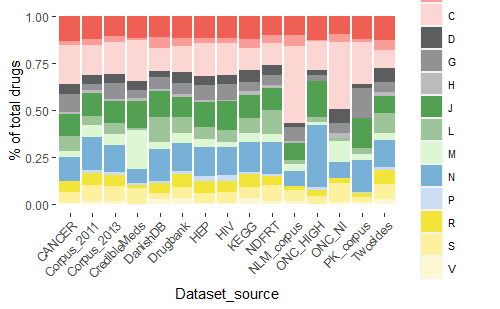 % of total drugs
1.00
0.75
0.50
0.25
0.00
CANCER
Corpus_2011
Corpus_2013
CredibleMeds
DanishDB
Drugbank
HEP
HIV
KEGG
NDFRT
NLM_corpus
ONC_HIGH
ONC_NI
PK_corpus
Twosides
Dataset_source
C
D
G
H
J
L
M
N
P
R
S
V